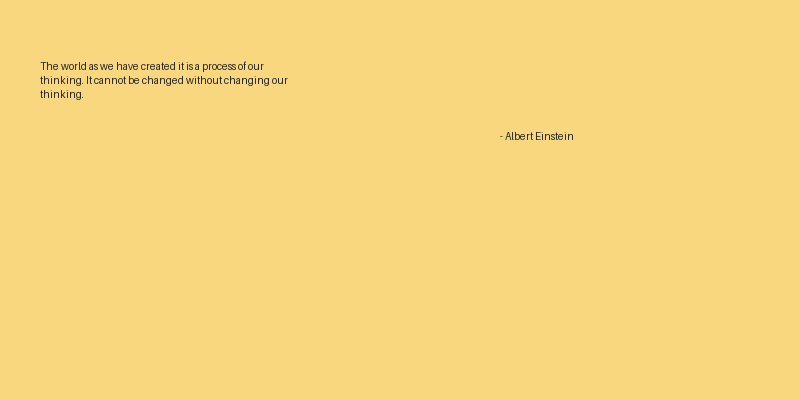 The world as we have created it is a process of our
thinking. It cannot be changed without changing our
thinking.
- Albert Einstein